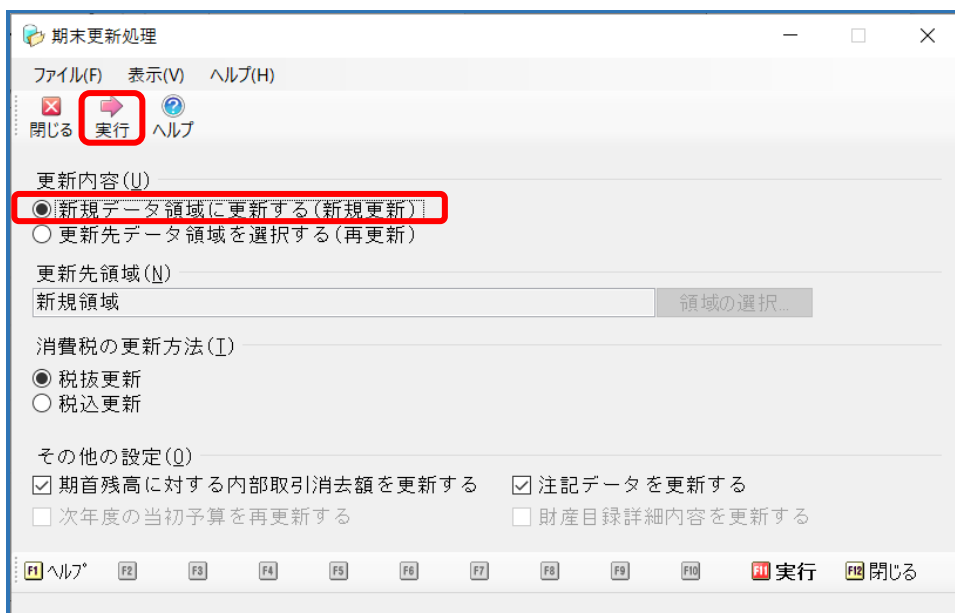 期末更新処理
ファイル(F) 表示(V) ヘルプ(H)
閉じる 実行 ヘルプ
更新内容(U)
新規データ領域に更新する(新規更新)
更新先データ領域を選択する(再更新)
更新先領域(N)
新規領域 領域の選択...
消費税の更新方法(I)
税抜更新
税込更新
その他の設定(O)
期首残高に対する内部取引消去額を更新する 注記データを更新する
次年度の当初予算を再更新する 財産目録詳細内容を更新する
F1 ヘルプ F2 F3 F4 F5 F6 F7 F8 F9 F10 F11 実行 F12 閉じる